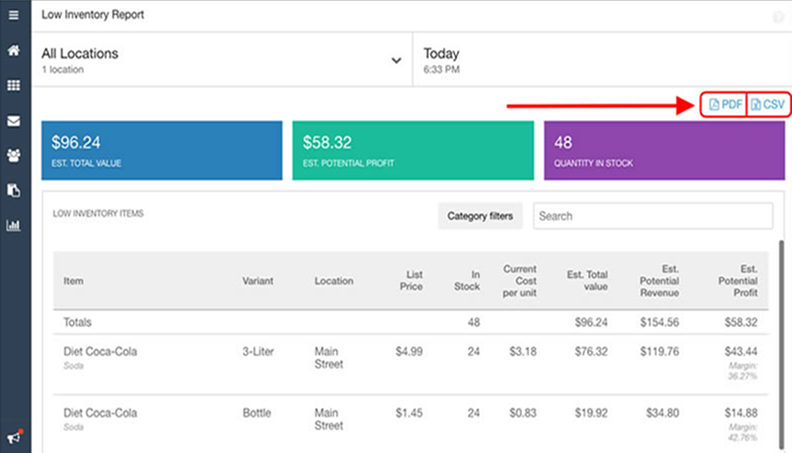 Low Inventory Report
All Locations
1 location
Today
6:33 PM
PDF
CSV
$96.24
EST. TOTAL VALUE
$58.32
EST. POTENTIAL PROFIT
48
QUANTITY IN STOCK
LOW INVENTORY ITEMS
Category filters
Search
Item Variant Location List Price In Stock Current Cost per unit Est. Total value Est. Potential Revenue Est. Potential Profit
Totals 48 $96.24 $154.56 $58.32
Diet Coca-Cola 3-Liter Main Street $4.99 24 $3.18 $76.32 $119.76 $43.44
Soda Margin: 36.27%
Diet Coca-Cola Bottle Main Street $1.45 24 $0.83 $19.92 $34.80 $14.88
Soda Margin: 42.76%